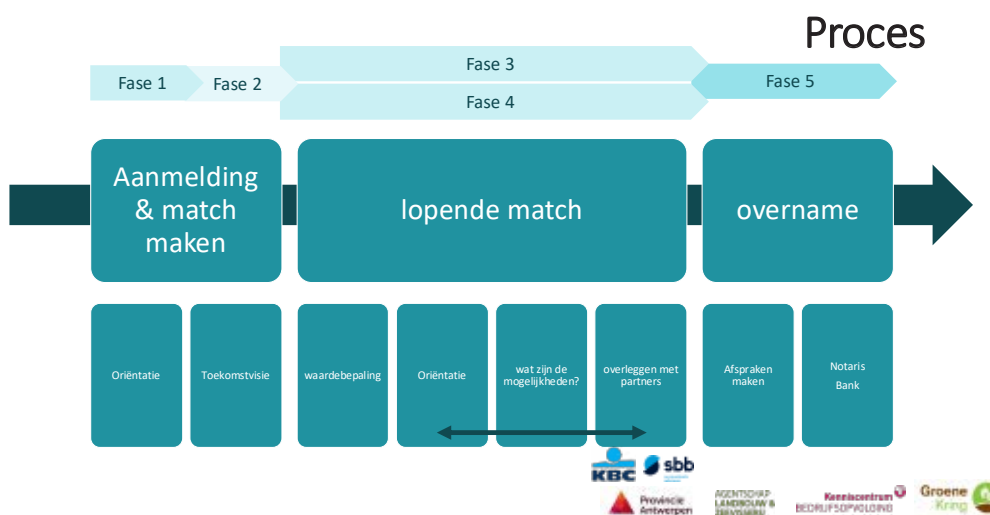 Proces
Fase 1
Fase 2
Fase 3
Fase 4
Fase 5
Aanmelding
& match
maken
lopende match
overname
Oriëntatie
Toekomstvisie
waardebepaling
Oriëntatie
wat zijn de
mogelijkheden?
overleggen met
partners
Afspraken
maken
Notaris
Bank
KBC
sbb
Provincie
Antwerpen
AGENTSCHAP
LANDBOUW &
ZEEVISSERIJ
Kenniscentrum
BEDRIJFSOPVOLGING
Groene
Kring